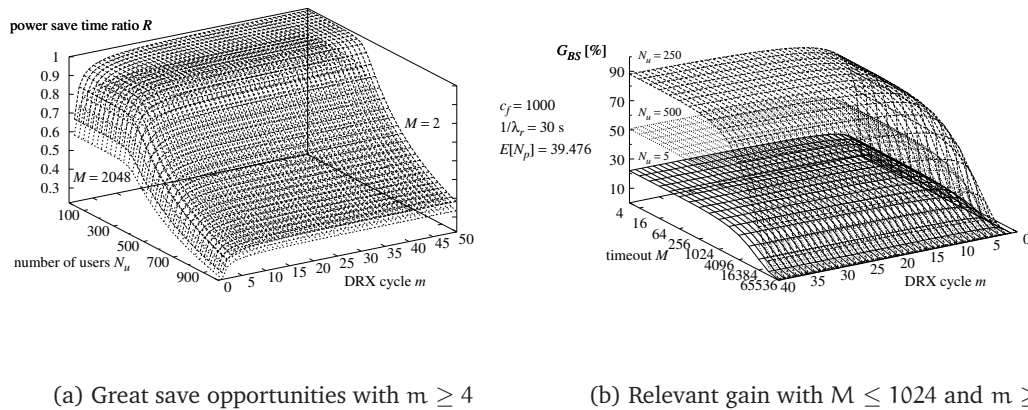 power save time ratio R
1
0.9
0.8
0.7
0.6
0.5
0.4
0.3
M = 2
M = 2048
100
300
500
700
900
number of users N_u
0
5
10
15
20
25
30
35
40
45
50
DRX cycle m
G_BS [%]
90
70
50
30
10
N_u = 250
N_u = 500
N_u = 5
c_f = 1000
1/λ_r = 30 s
E[N_p] = 39.476
4
16
64
256
1024
4096
16384
65536
timeout M
40
35
30
25
20
15
10
5
0
DRX cycle m
(a) Great save opportunities with m ≥ 4
(b) Relevant gain with M ≤ 1024 and m ≥